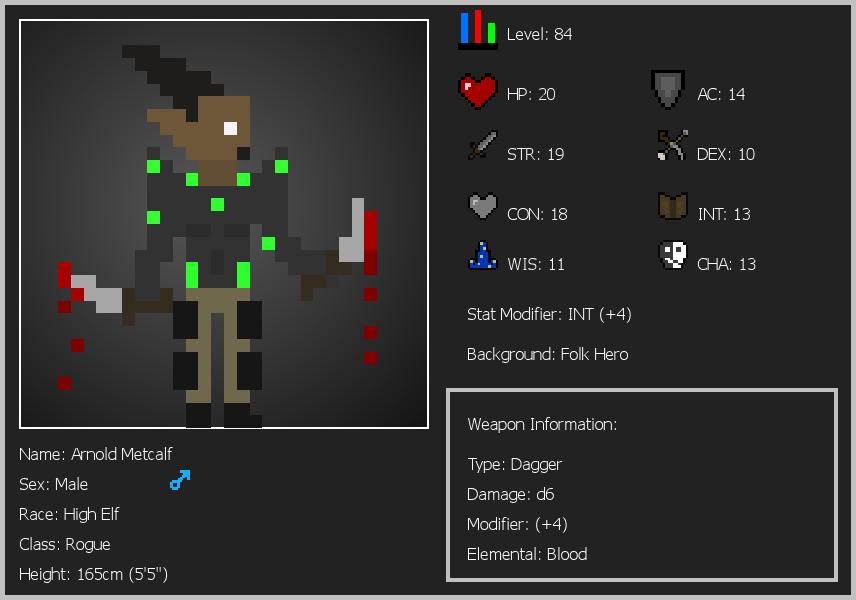 Level: 84
HP: 20
AC: 14
STR: 19
DEX: 10
CON: 18
INT: 13
WIS: 11
CHA: 13
Stat Modifier: INT (+4)
Background: Folk Hero
Weapon Information:
Type: Dagger
Damage: d6
Modifier: (+4)
Elemental: Blood
Name: Arnold Metcalf
Sex: Male
Race: High Elf
Class: Rogue
Height: 165cm (5'5")